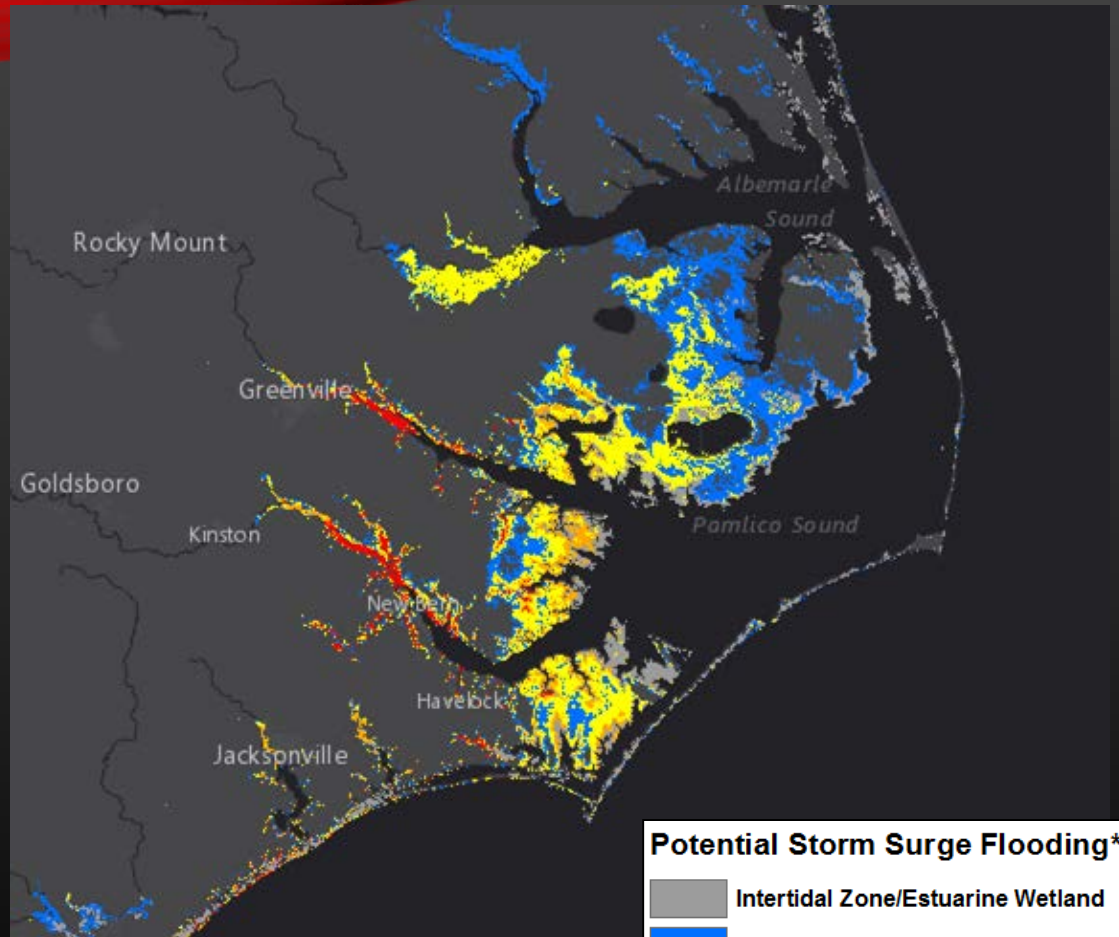 Albemarle
Sound
Rocky Mount
Greenville
Goldsboro
Pamlico Sound
Kinston
New Bern
Havelock
Jacksonville
Potential Storm Surge Flooding*
Intertidal Zone/Estuarine Wetland